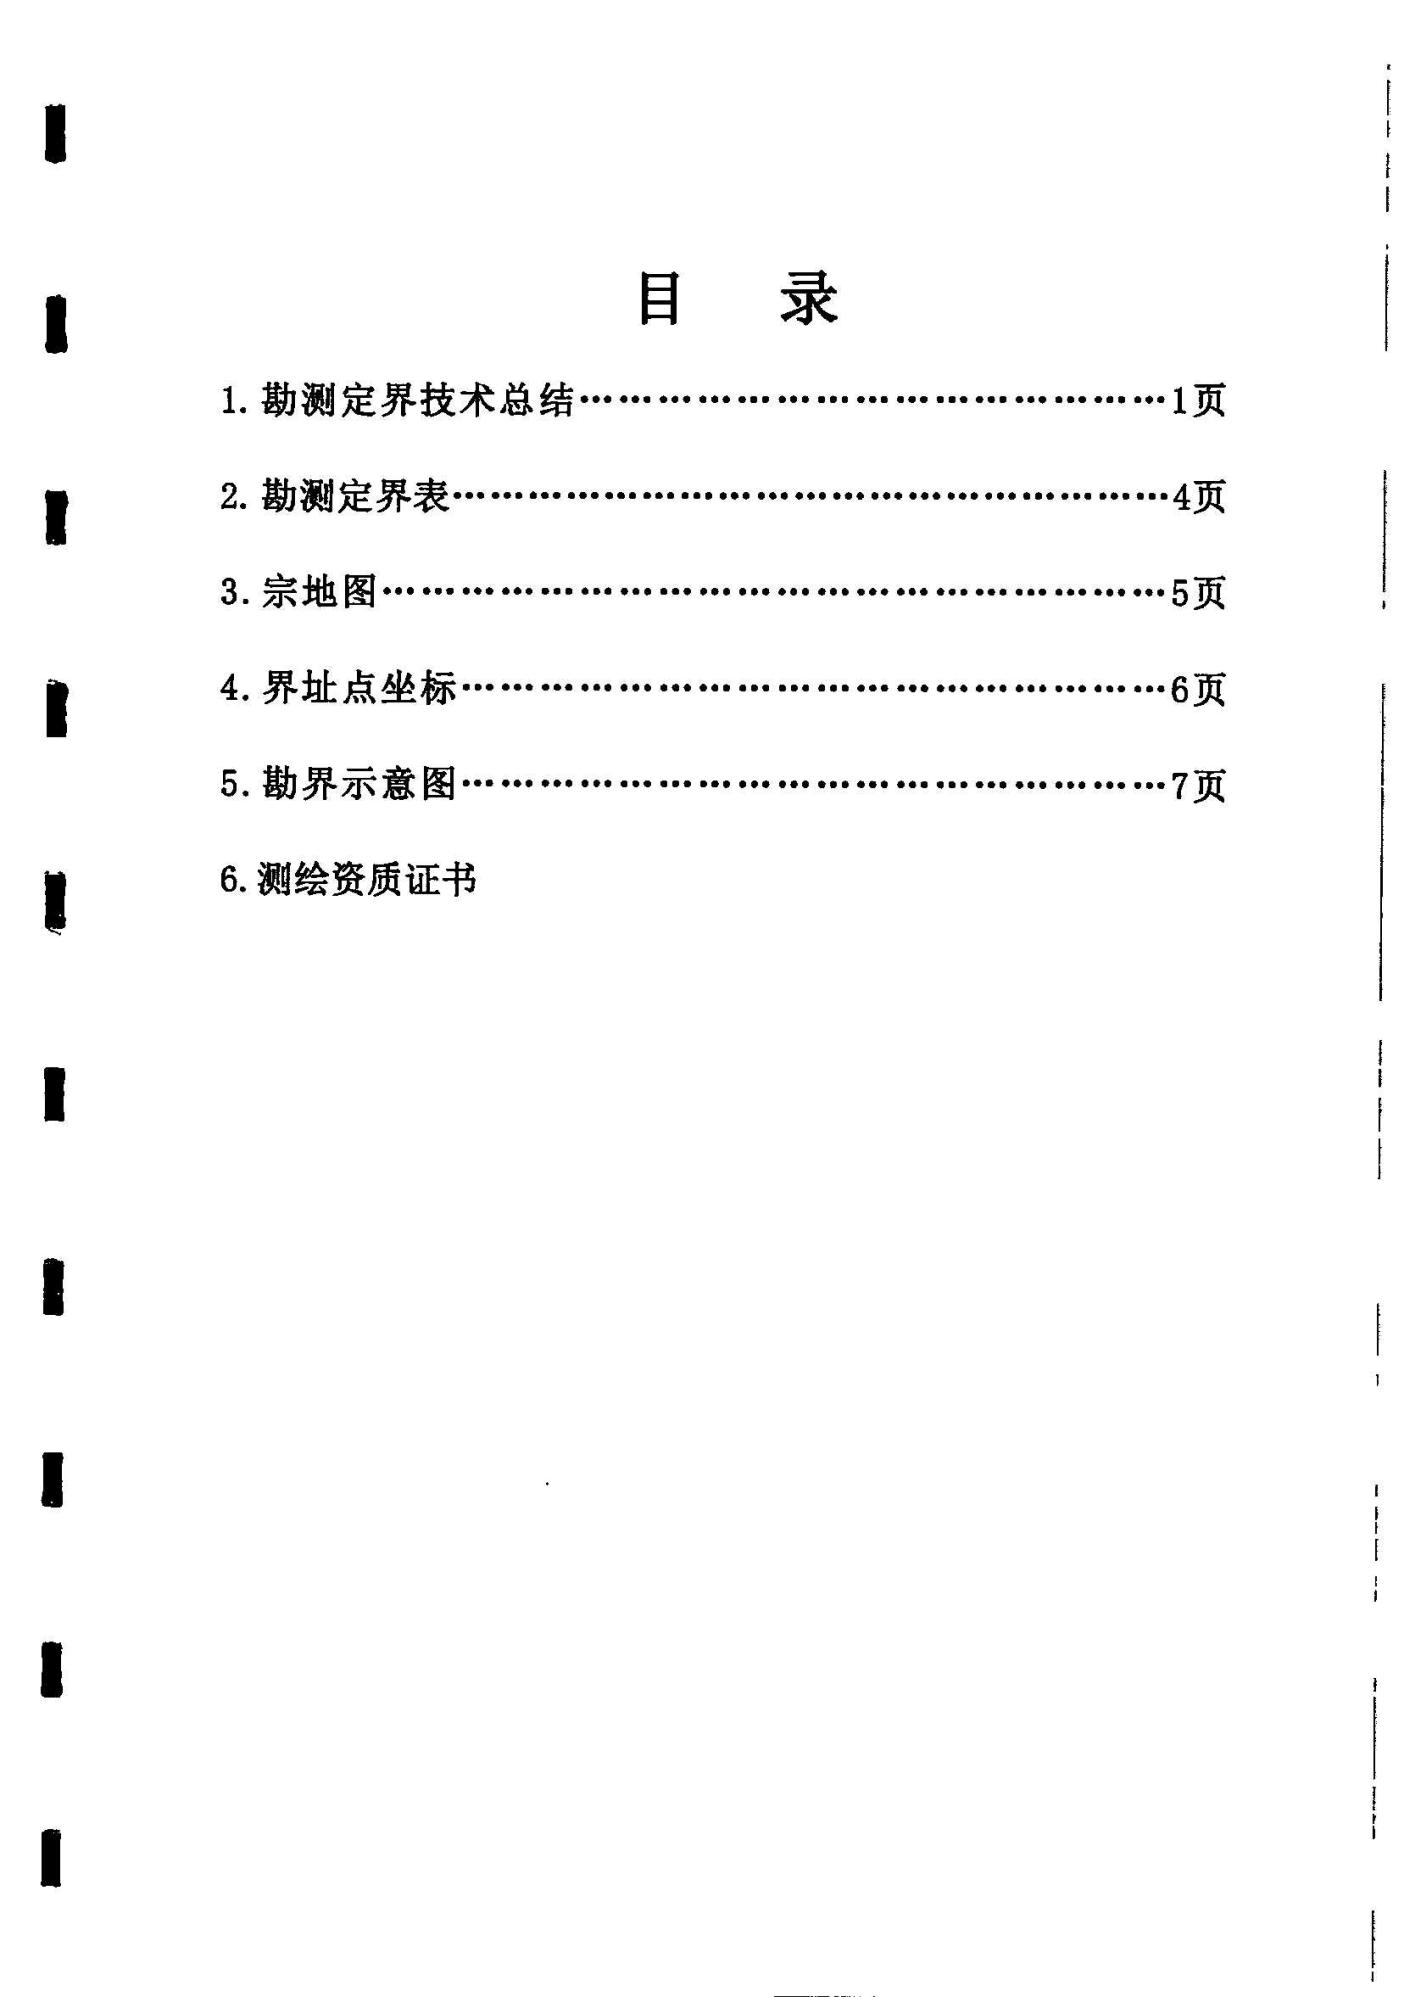 目 录
1. 勘测定界技术总结……………………………………………1页
2. 勘测定界表………………………………………………………4页
3. 宗地图……………………………………………………………5页
4. 界址点坐标………………………………………………………6页
5. 勘界示意图………………………………………………………7页
6. 测绘资质证书